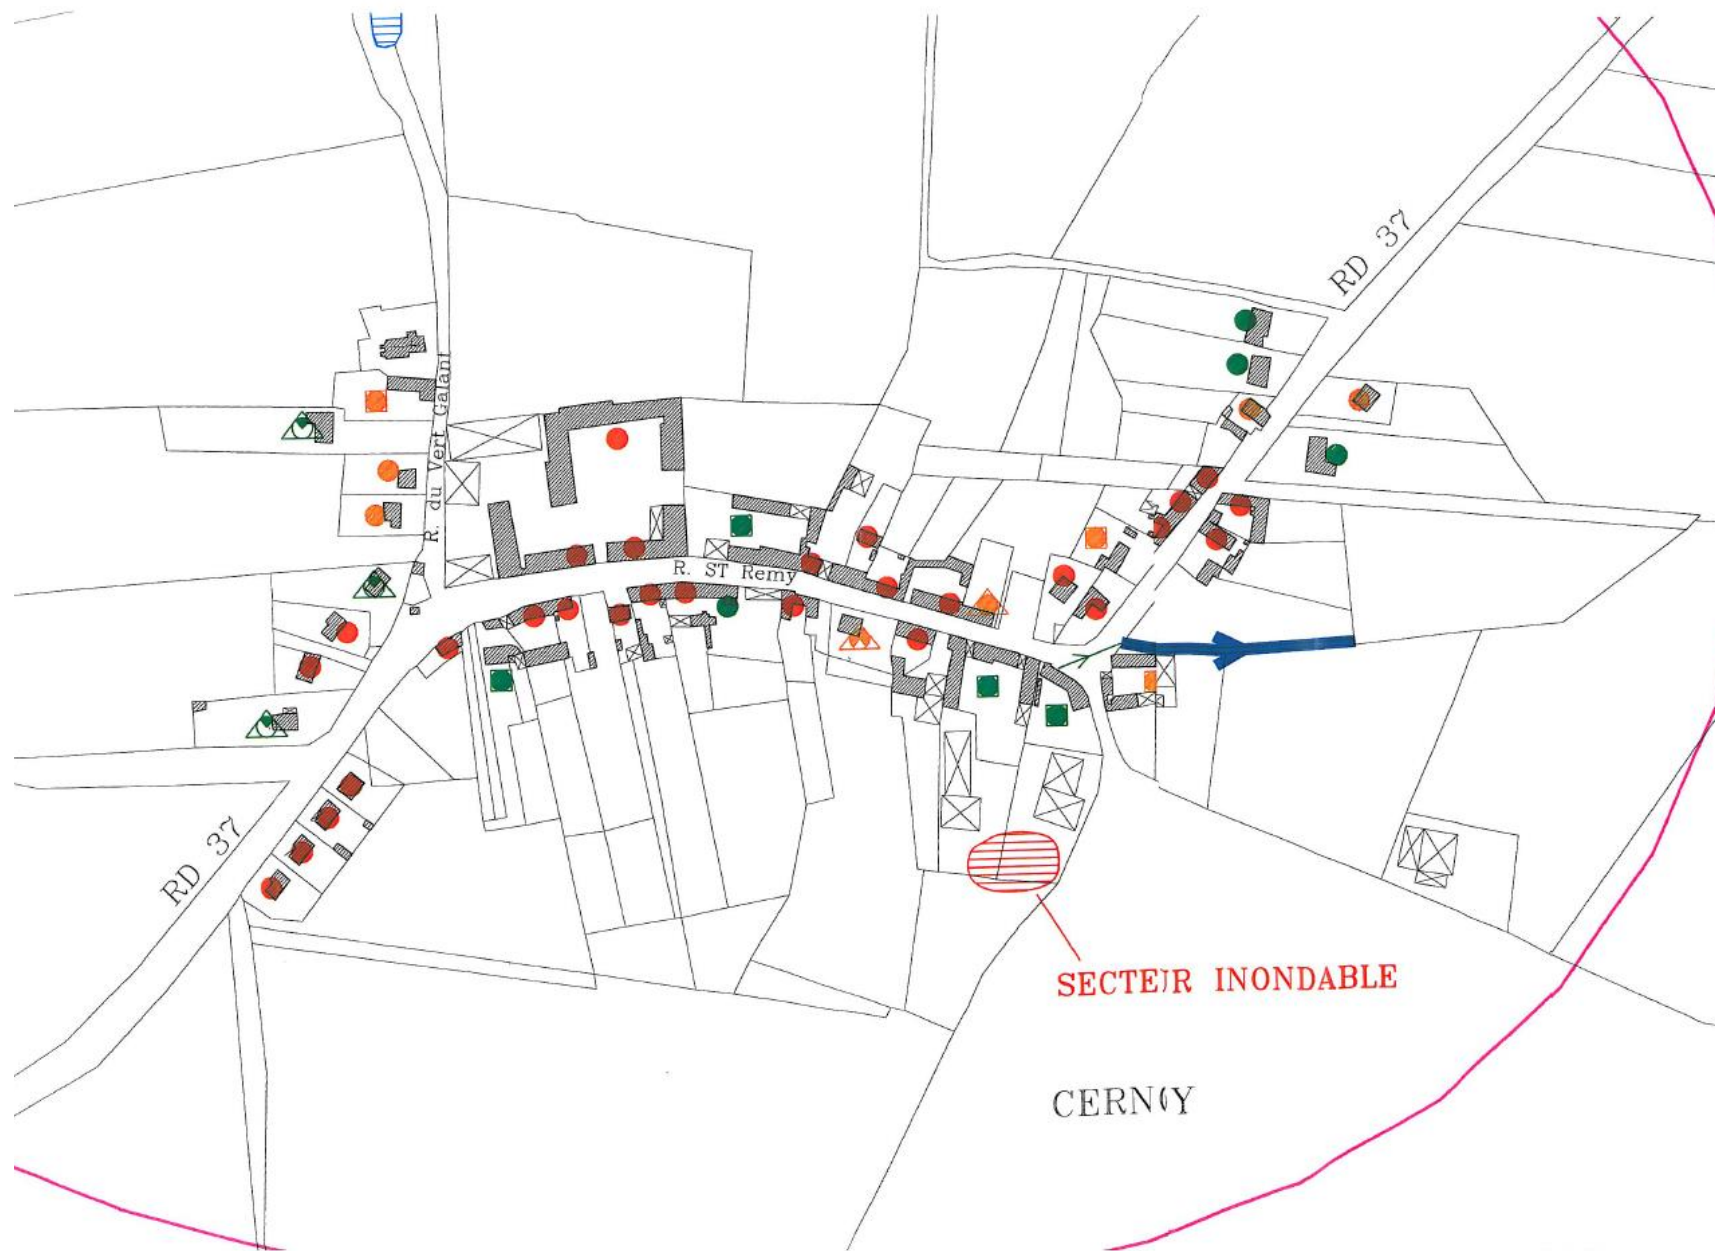 RD 37
R. du Vert Galant
R. ST Remy
RD 37
SECTEUR INONDABLE
CERNOY